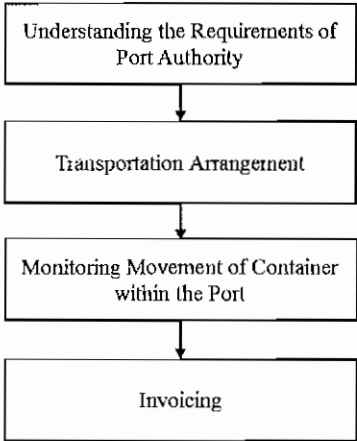 Understanding the Requirements of
Port Authority
Transportation Arrangement
Monitoring Movement of Container
within the Port
Invoicing